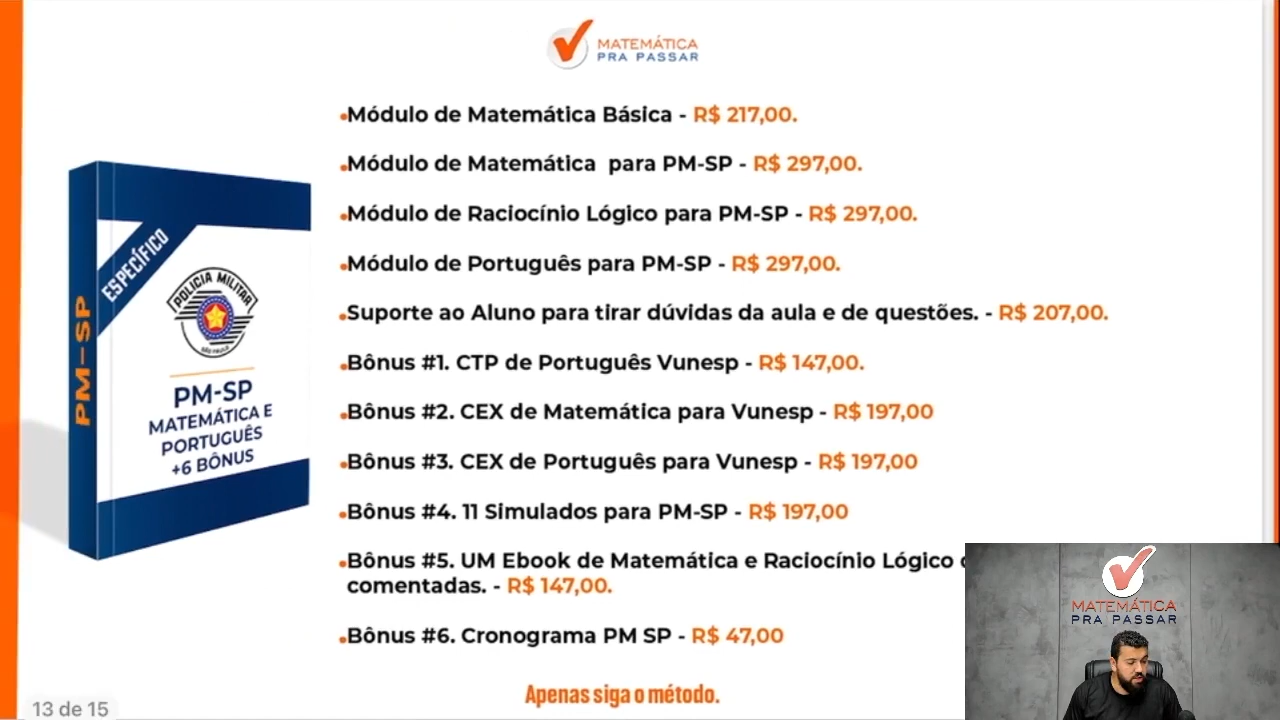 MATEMÁTICA
PRA PASSAR
•Módulo de Matemática Básica - R$ 217,00.
•Módulo de Matemática para PM-SP - R$ 297,00.
•Módulo de Raciocínio Lógico para PM-SP - R$ 297,00.
•Módulo de Português para PM-SP - R$ 297,00.
•Suporte ao Aluno para tirar dúvidas da aula e de questões. - R$ 207,00.
•Bônus #1. CTP de Português Vunesp - R$ 147,00.
•Bônus #2. CEX de Matemática para Vunesp - R$ 197,00
•Bônus #3. CEX de Português para Vunesp - R$ 197,00
•Bônus #4. 11 Simulados para PM-SP - R$ 197,00
•Bônus #5. UM Ebook de Matemática e Raciocínio Lógico
comentadas. - R$ 147,00.
•Bônus #6. Cronograma PM SP - R$ 47,00
Apenas siga o método.
PM-SP
ESPECÍFICO
POLICIA MILITAR
SÃO PAULO
PM-SP
MATEMÁTICA E
PORTUGUÊS
+6 BÔNUS
13 de 15
MATEMÁTICA
PRA PASSAR